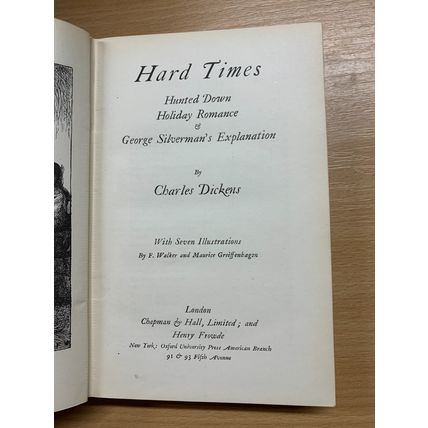 Hard Times
Hunted Down
Holiday Romance
&
George Silverman's Explanation
By
Charles Dickens
With Seven Illustrations
By F. Walker and Maurice Greiffenhagen
London
Chapman & Hall, Limited; and
Henry Frowde
New York: Oxford University Press American Branch
91 & 93 Fifth Avenue